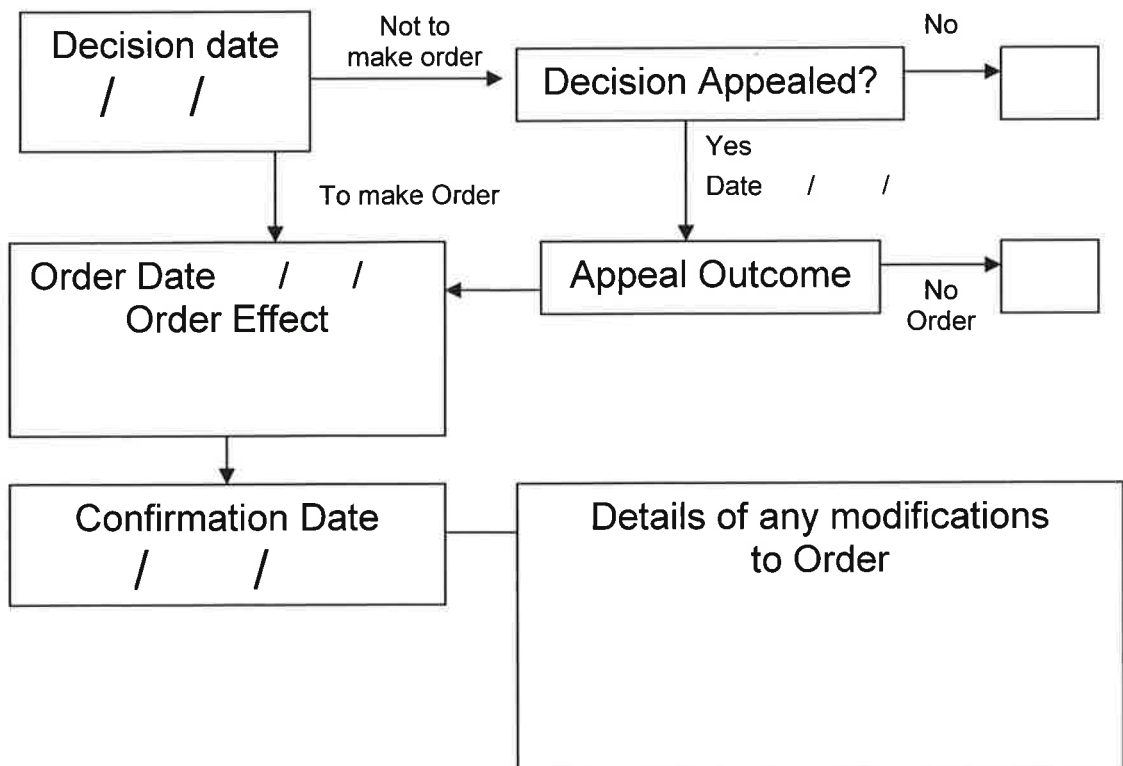 Decision date
/ /
Not to
make order
Decision Appealed?
No
Yes
Date / /
To make Order
Order Date / /
Order Effect
Appeal Outcome
No
Order
Confirmation Date
/ /
Details of any modifications
to Order